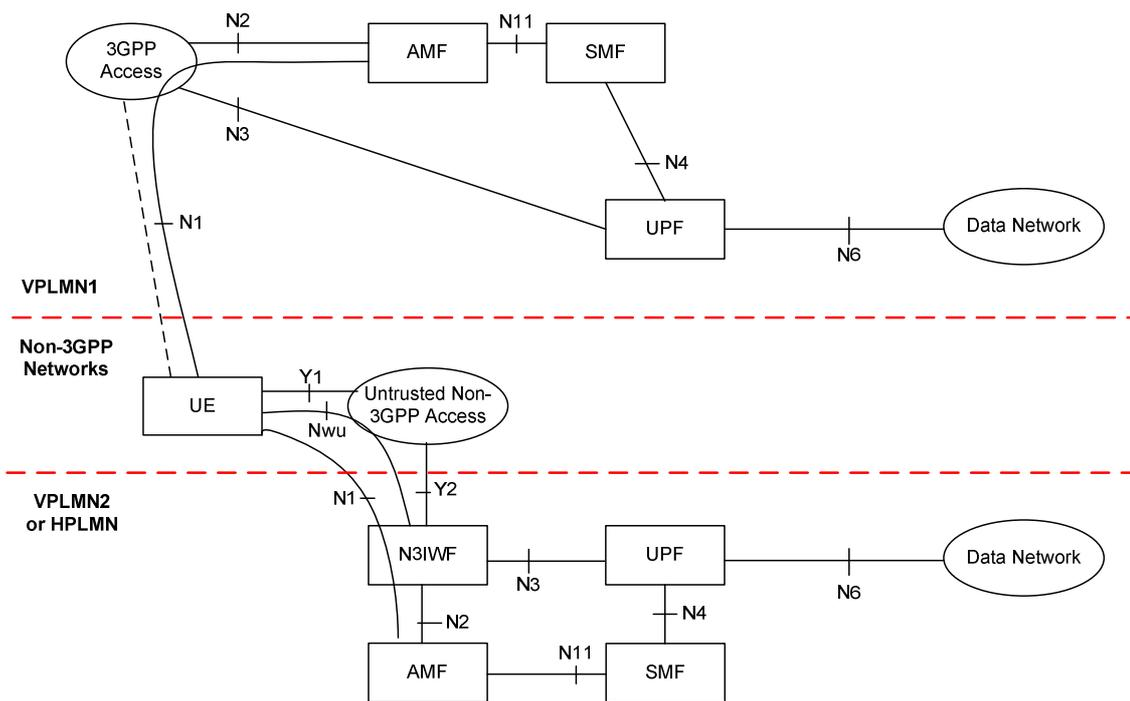 N2
N11
3GPP
Access
AMF
SMF
N3
N4
N1
UPF
Data Network
N6
VPLMN1
Non-3GPP
Networks
Y1
UE
Untrusted Non-
3GPP Access
Nwu
VPLMN2
or HPLMN
N1
Y2
N3IWF
UPF
Data Network
N3
N6
N2
N4
N11
AMF
SMF